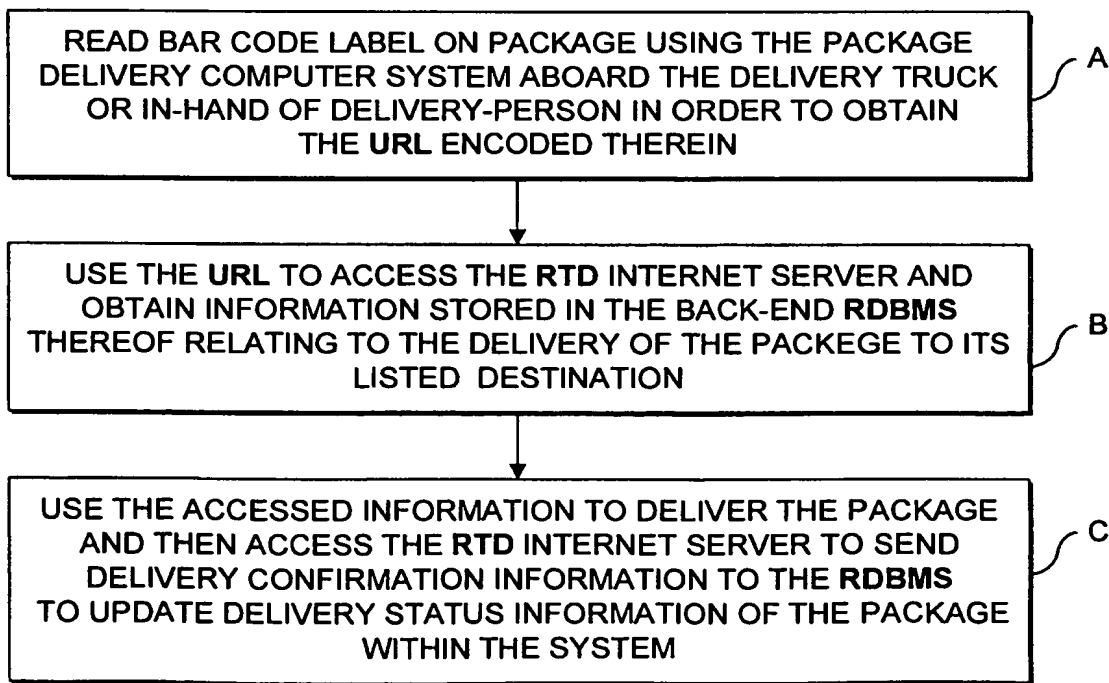 READ BAR CODE LABEL ON PACKAGE USING THE PACKAGE
DELIVERY COMPUTER SYSTEM ABOARD THE DELIVERY TRUCK
OR IN-HAND OF DELIVERY-PERSON IN ORDER TO OBTAIN
THE URL ENCODED THEREIN
A
USE THE URL TO ACCESS THE RTD INTERNET SERVER AND
OBTAIN INFORMATION STORED IN THE BACK-END RDBMS
THEREOF RELATING TO THE DELIVERY OF THE PACKEGE TO ITS
LISTED DESTINATION
B
USE THE ACCESSED INFORMATION TO DELIVER THE PACKAGE
AND THEN ACCESS THE RTD INTERNET SERVER TO SEND
DELIVERY CONFIRMATION INFORMATION TO THE RDBMS
TO UPDATE DELIVERY STATUS INFORMATION OF THE PACKAGE
WITHIN THE SYSTEM
C